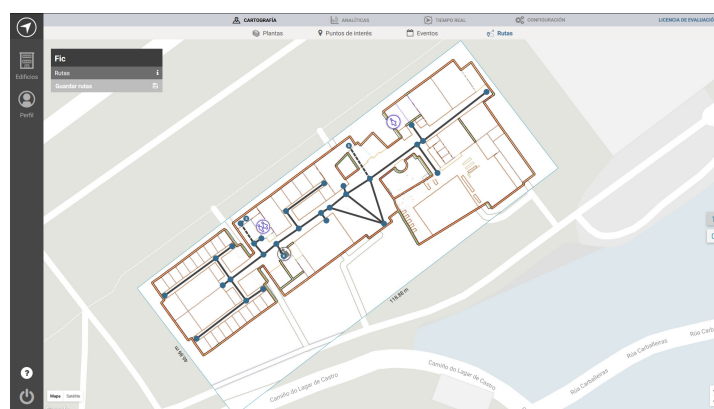 CARTOGRAFÍA
ANALÍTICAS
TIEMPO REAL
CONFIGURACIÓN
LICENCIA DE EVALUACIÓ
Plantas
Puntos de interés
Eventos
Rutas
Edificios
Perfil
Fic
Rutas
Guardar rutas
118.86 m
Camiño do Lagar de Castro
Camiño do Lagar de Castro
Rúa Carballeiras
Rúa Carballeiras
Rúa Carb
Mapa Satélite